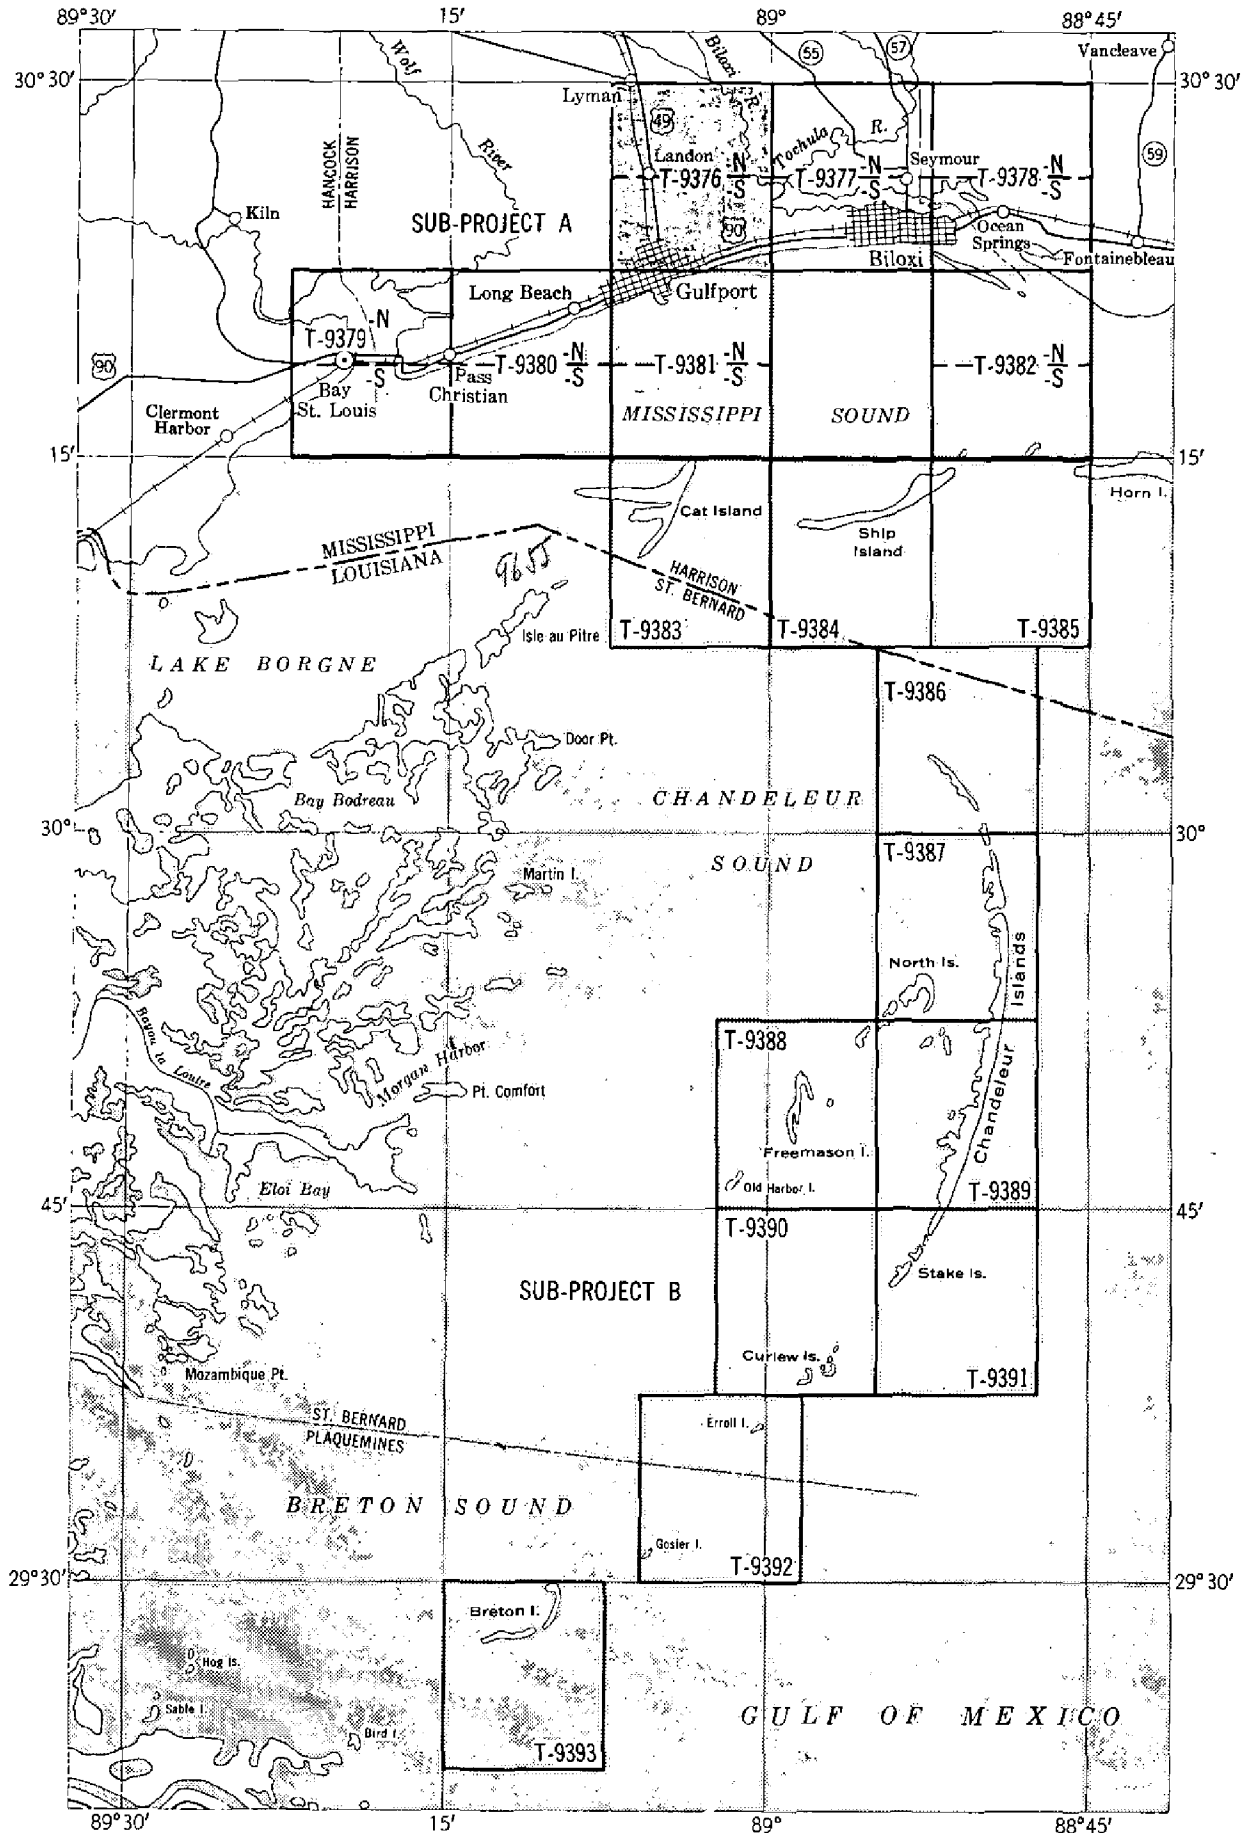 89°30′ 15′ 89° 88°45′
Wolf
River
Biloxi
R.
55
57
Vancleave
30°30′
30°30′
Lyman
49
HANCOCK
HARRISON
Landon
Tochula
R.
Seymour
59
T-9376 -N
-S
T-9377 -N
-S
T-9378 -N
-S
Kiln
SUB-PROJECT A
90
Ocean
Springs
Biloxi
Fontainebleau
Long Beach
Gulfport
-N
T-9379
-S
90
T-9380 -N
-S
T-9381 -N
-S
T-9382 -N
-S
Bay
St. Louis
Pass
Christian
Clermont
Harbor
MISSISSIPPI SOUND
15′
15′
Horn I.
Cat Island
Ship
Island
MISSISSIPPI
LOUISIANA
9655
HARRISON
ST. BERNARD
Isle au Pitre
T-9383
T-9384
T-9385
LAKE BORGNE
T-9386
Door Pt.
Bay Bodreau
CHANDELEUR
30°
30°
T-9387
SOUND
Martin I.
North Is.
Islands
Bayou la Loutre
T-9388
Morgan Harbor
Pt. Comfort
Chandeleur
Freemason I.
Old Harbor I.
T-9389
Eloi Bay
45′
45′
T-9390
Stake Is.
SUB-PROJECT B
Curlew Is.
Mozambique Pt.
T-9391
ST. BERNARD
PLAQUEMINES
Erroll I.
BRETON SOUND
Gosier I.
T-9392
29°30′
29°30′
Breton I.
Hog Is.
Sable I.
Bird I.
GULF OF MEXICO
T-9393
89°30′ 15′ 89° 88°45′